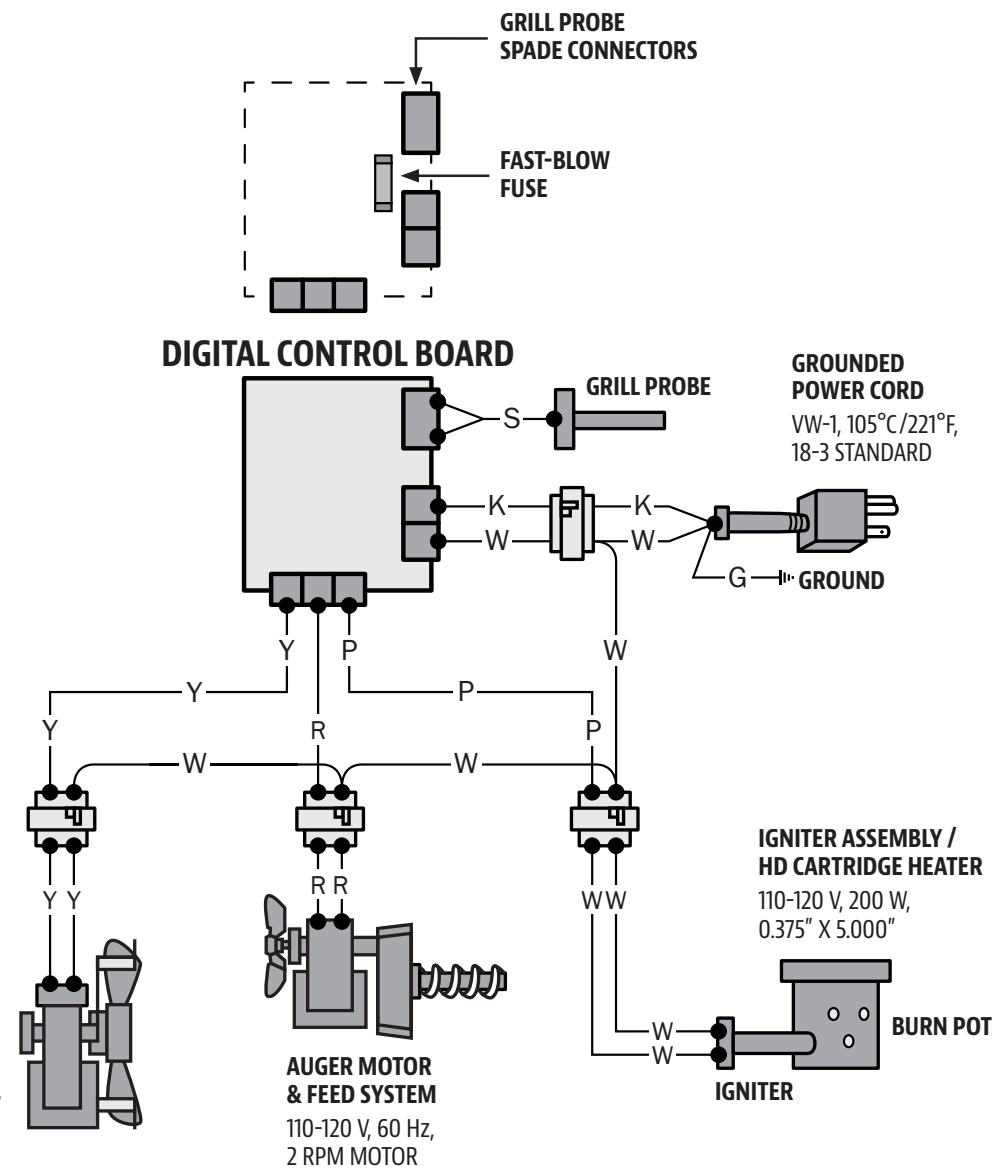 GRILL PROBE
SPADE CONNECTORS
FAST-BLOW
FUSE
DIGITAL CONTROL BOARD
GRILL PROBE
GROUNDED
POWER CORD
VW-1, 105°C/221°F,
18-3 STANDARD
S
K
K
W
W
G
GROUND
Y
P
W
Y
P
Y
R
P
W
W
Y
Y
R
R
W
W
IGNITER ASSEMBLY /
HD CARTRIDGE HEATER
110-120 V, 200 W,
0.375" X 5.000"
W
W
BURN POT
IGNITER
AUGER MOTOR
& FEED SYSTEM
110-120 V, 60 Hz,
2 RPM MOTOR